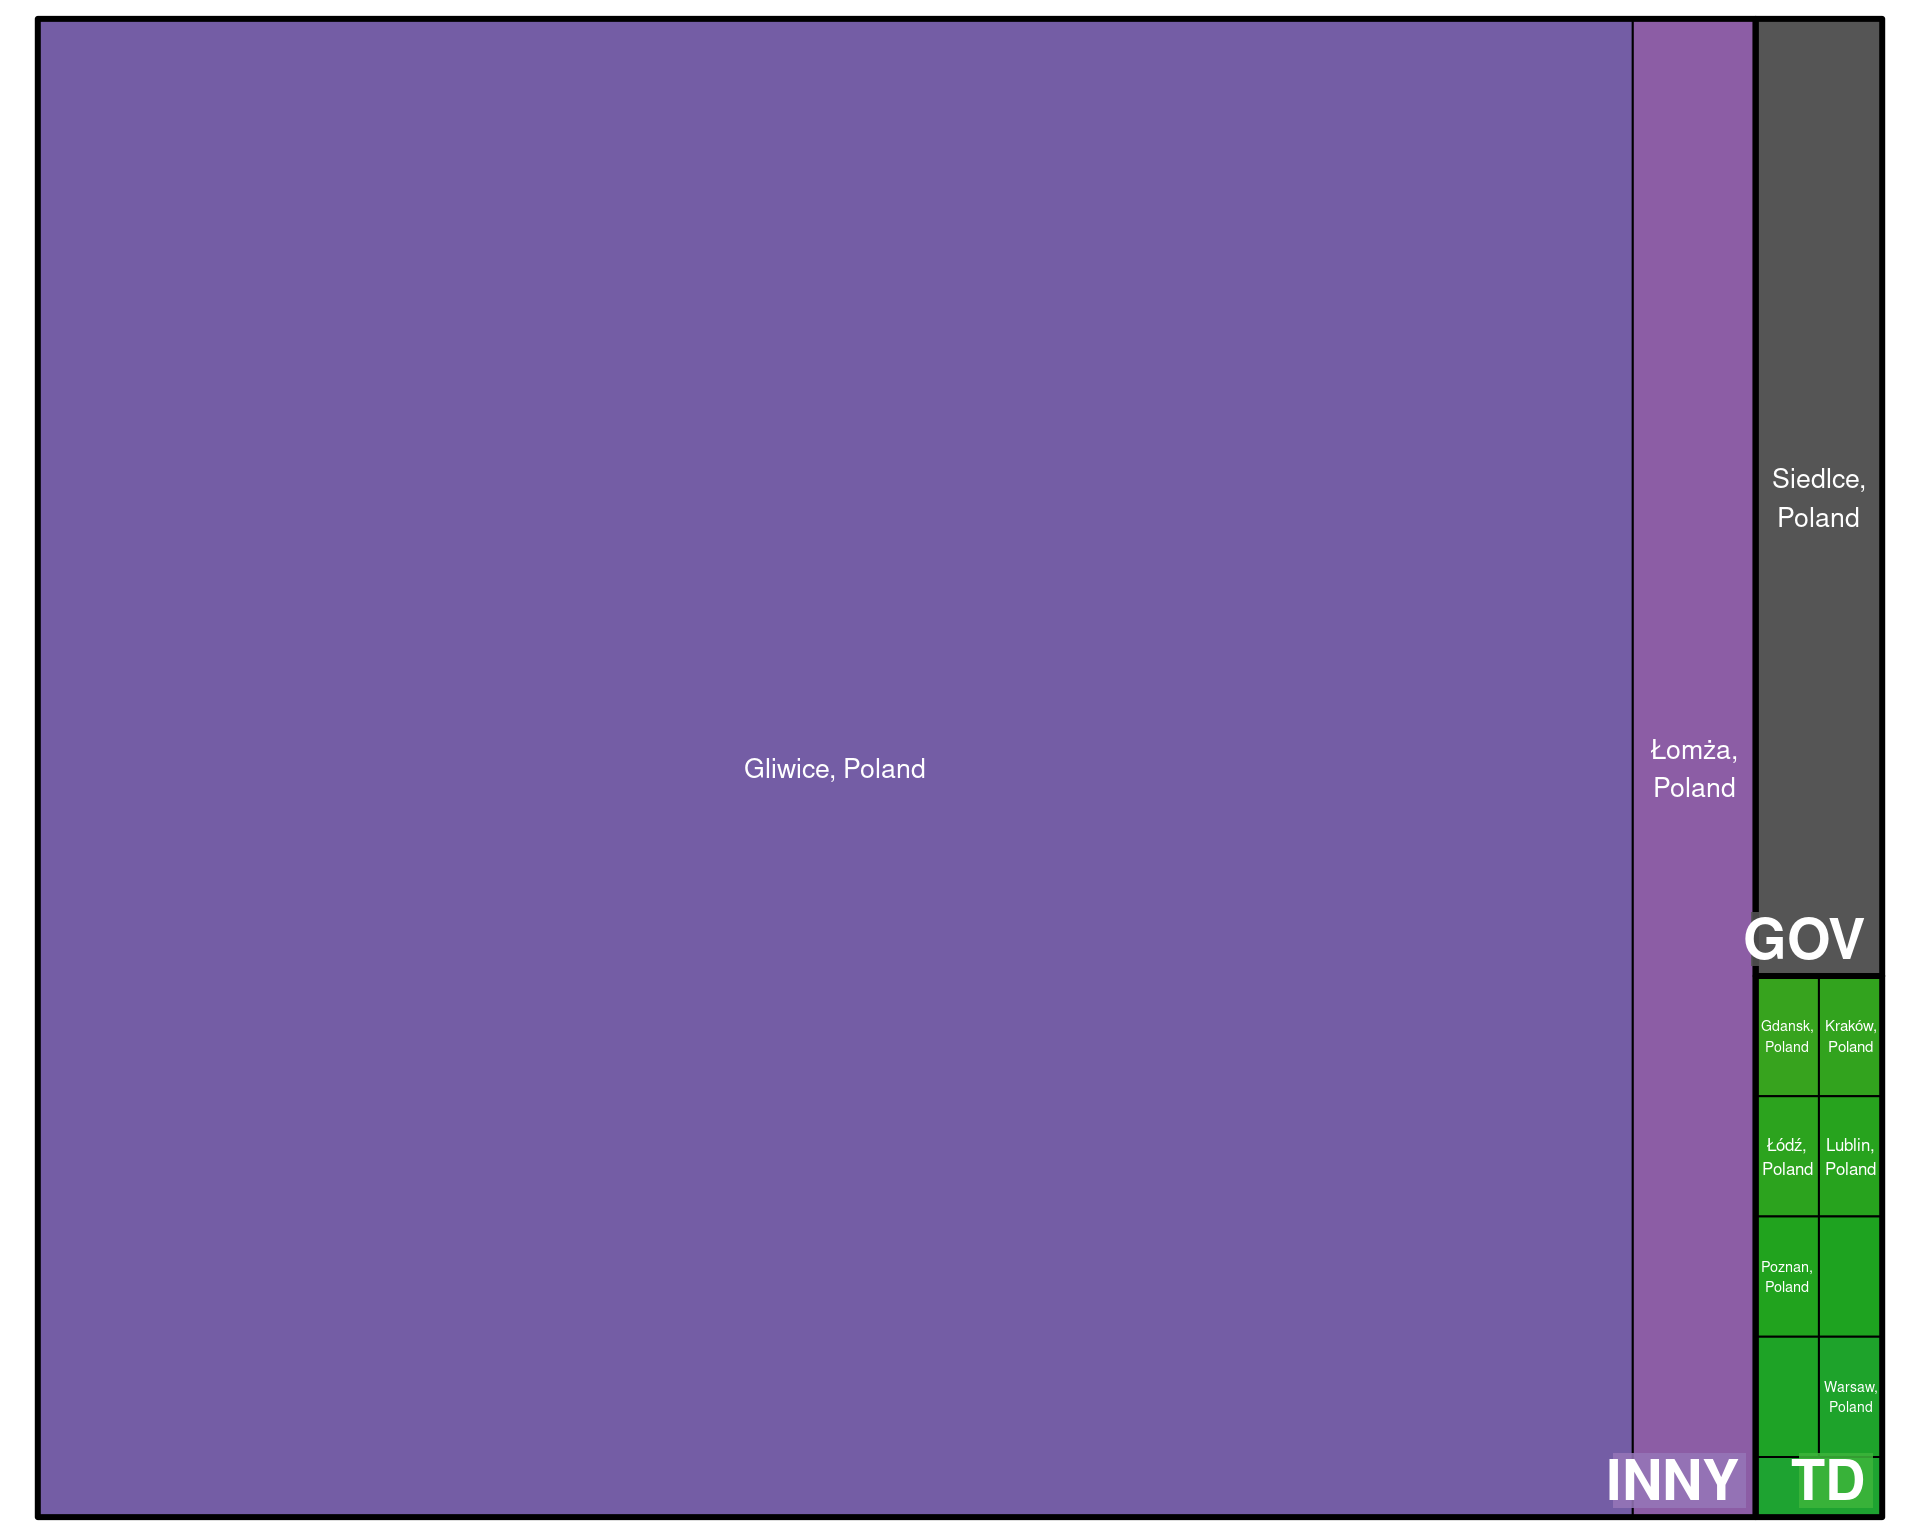 Gliwice, Poland
Łomża,
Poland
INNY
Siedlce,
Poland
GOV
Gdansk,
Poland
Kraków,
Poland
Łódź,
Poland
Lublin,
Poland
Poznan,
Poland
Warsaw,
Poland
TD